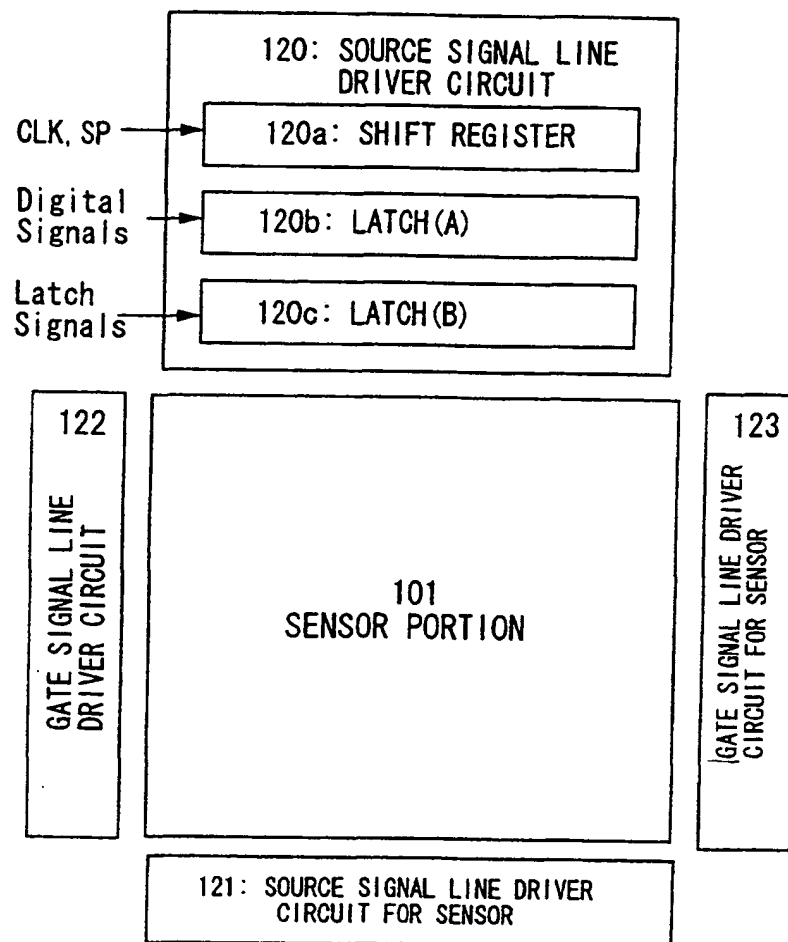 120: SOURCE SIGNAL LINE
DRIVER CIRCUIT
CLK, SP
120a: SHIFT REGISTER
Digital
Signals
120b: LATCH(A)
Latch
Signals
120c: LATCH(B)
122
GATE SIGNAL LINE
DRIVER CIRCUIT
101
SENSOR PORTION
123
GATE SIGNAL LINE DRIVER
CIRCUIT FOR SENSOR
121: SOURCE SIGNAL LINE DRIVER
CIRCUIT FOR SENSOR